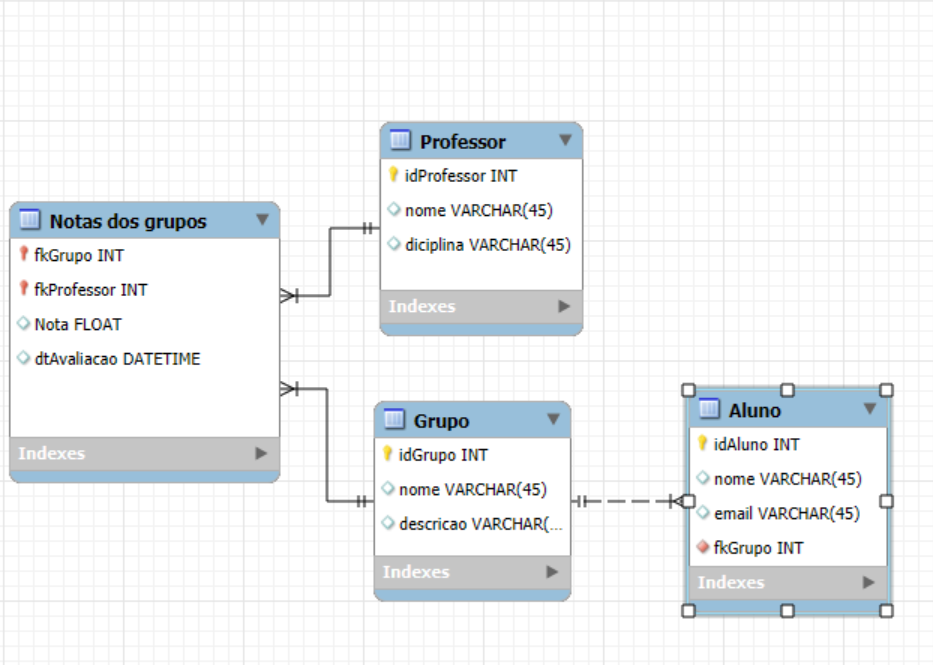 Professor
idProfessor INT
nome VARCHAR(45)
diciplina VARCHAR(45)
Indexes
Notas dos grupos
fkGrupo INT
fkProfessor INT
Nota FLOAT
dtAvaliacao DATETIME
Indexes
Grupo
idGrupo INT
nome VARCHAR(45)
descricao VARCHAR(...
Indexes
Aluno
idAluno INT
nome VARCHAR(45)
email VARCHAR(45)
fkGrupo INT
Indexes